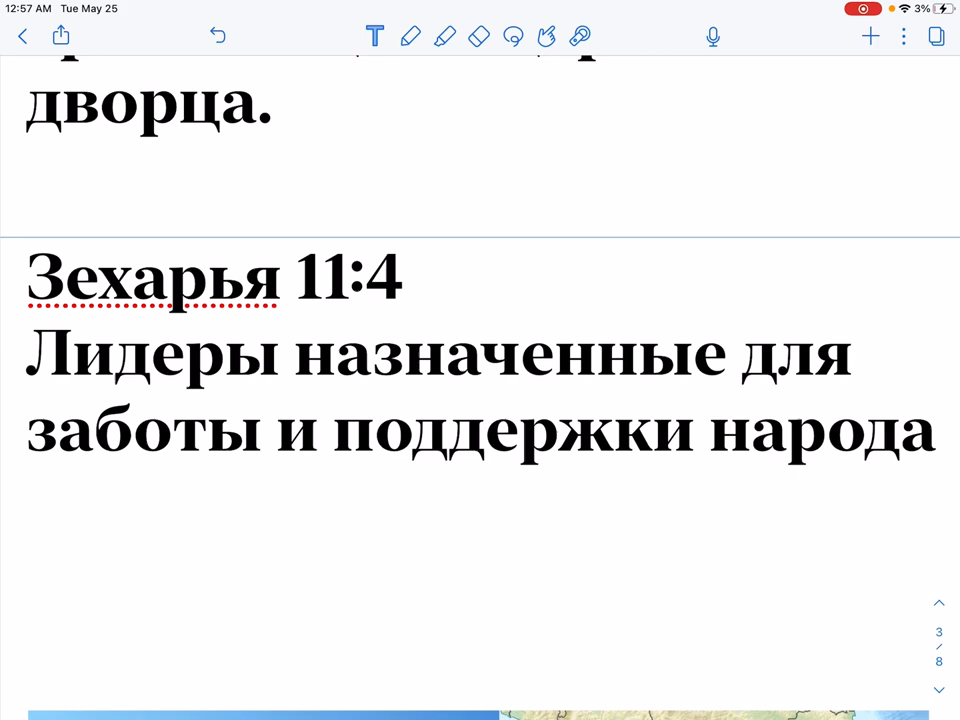 12:57 AM Tue May 25
3%
дворца.
Зехарья 11:4
Лидеры назначенные для
заботы и поддержки народа
3
/
8